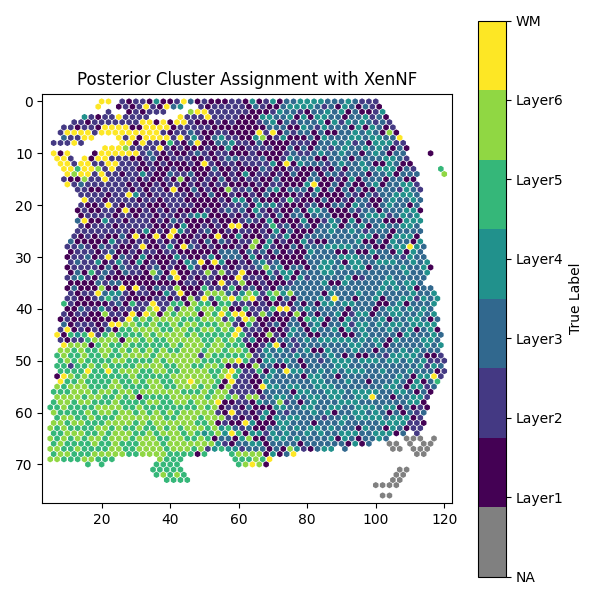 Posterior Cluster Assignment with XenNF
0
10
20
30
40
50
60
70
20
40
60
80
100
120
WM
Layer6
Layer5
Layer4
Layer3
Layer2
Layer1
NA
True Label